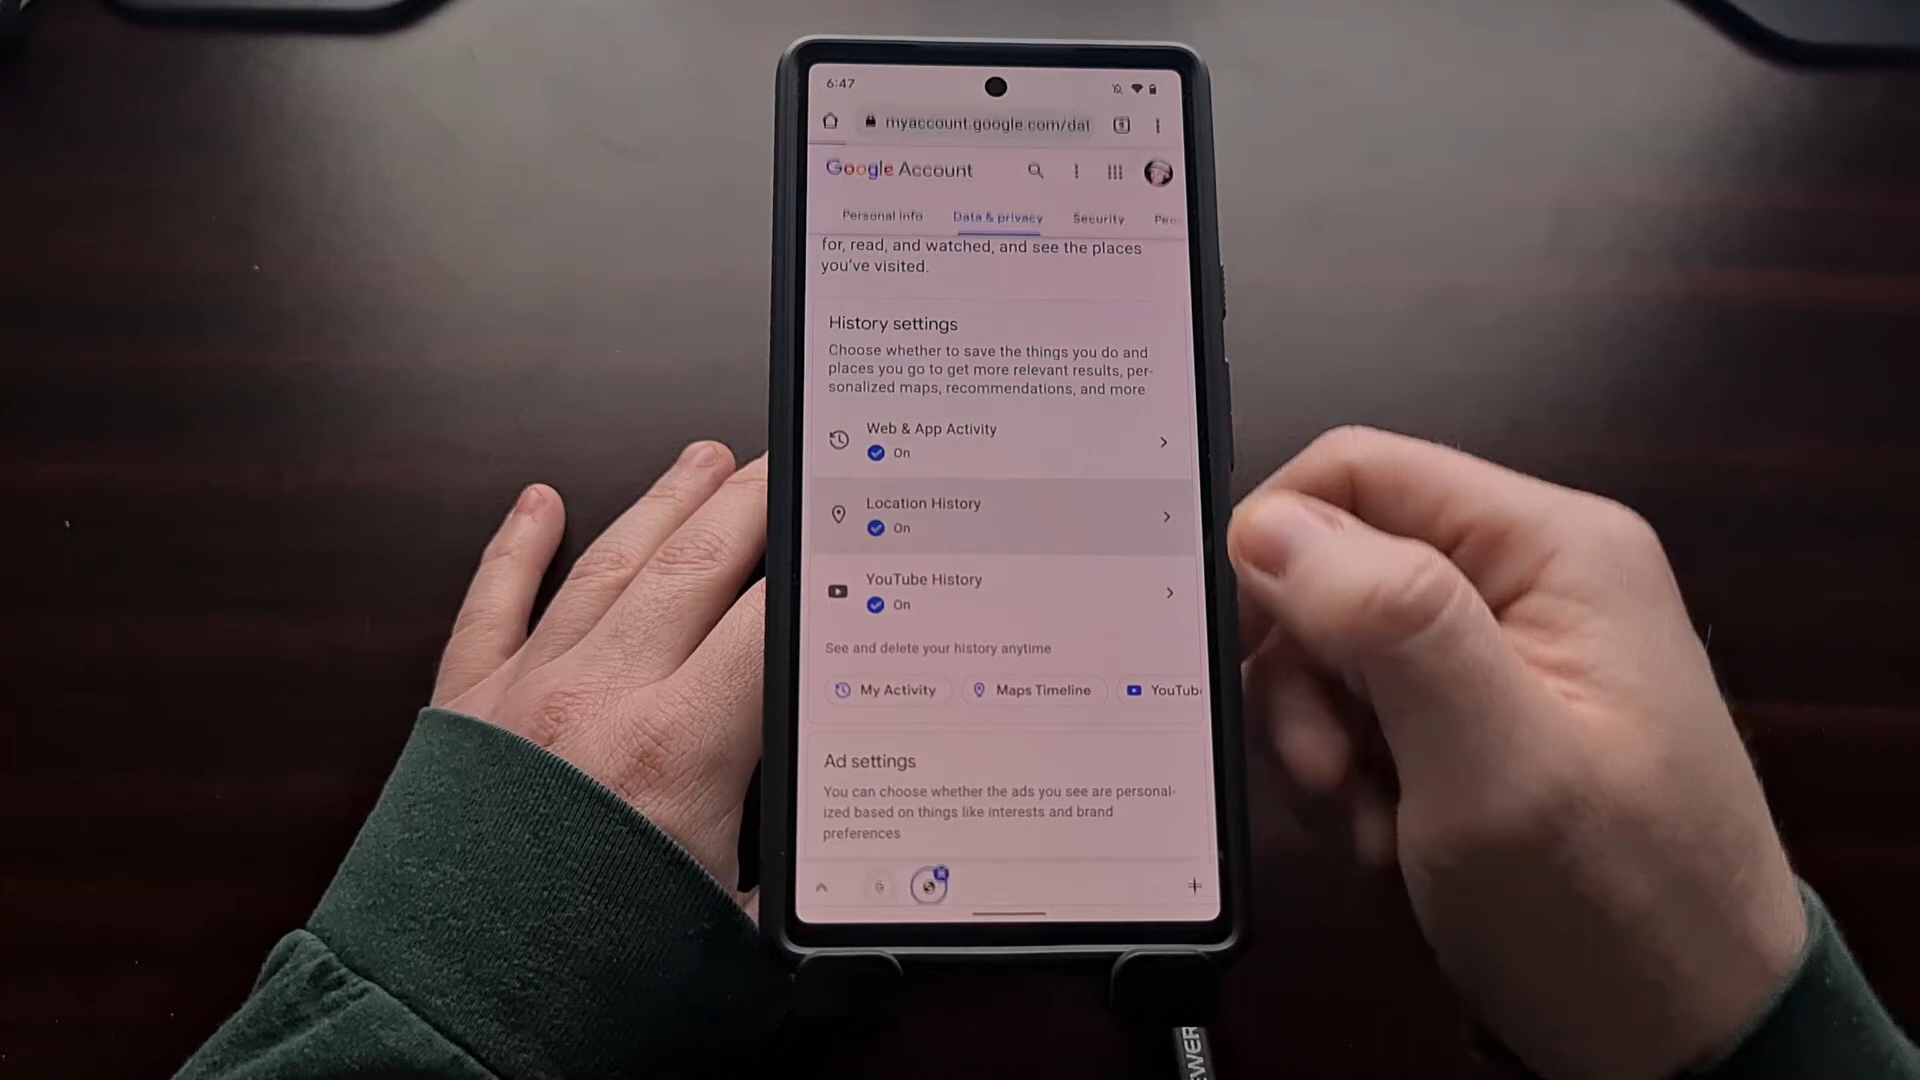 6:47
myaccount.google.com/dat
Google Account
Personal info
Data & privacy
Security
Peo
for, read, and watched, and see the places
you've visited.
History settings
Choose whether to save the things you do and
places you go to get more relevant results, per-
sonalized maps, recommendations, and more
Web & App Activity
On
Location History
On
YouTube History
On
See and delete your history anytime
My Activity
Maps Timeline
YouTub
Ad settings
You can choose whether the ads you see are personal-
ized based on things like interests and brand
preferences
EWER